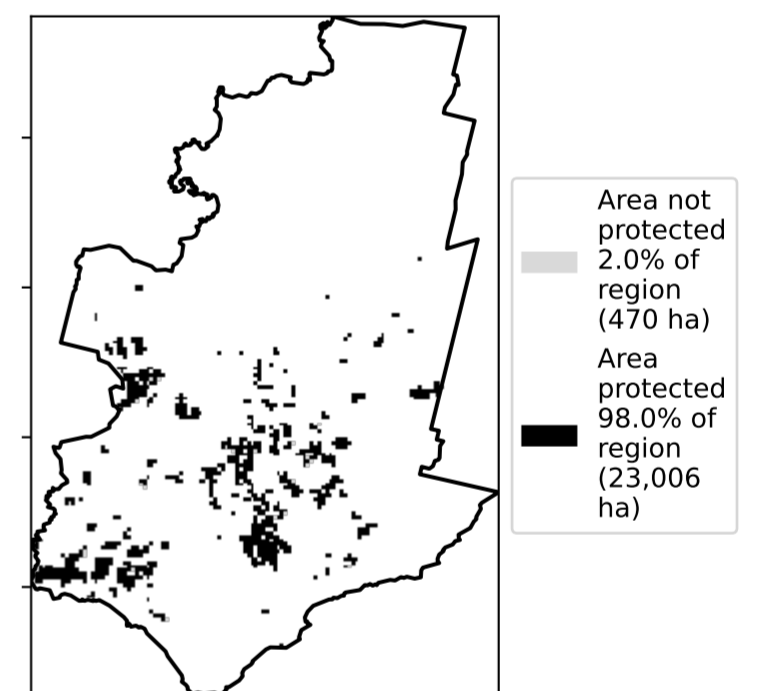 Area not
protected
2.0% of
region
(470 ha)
Area
protected
98.0% of
region
(23,006
ha)